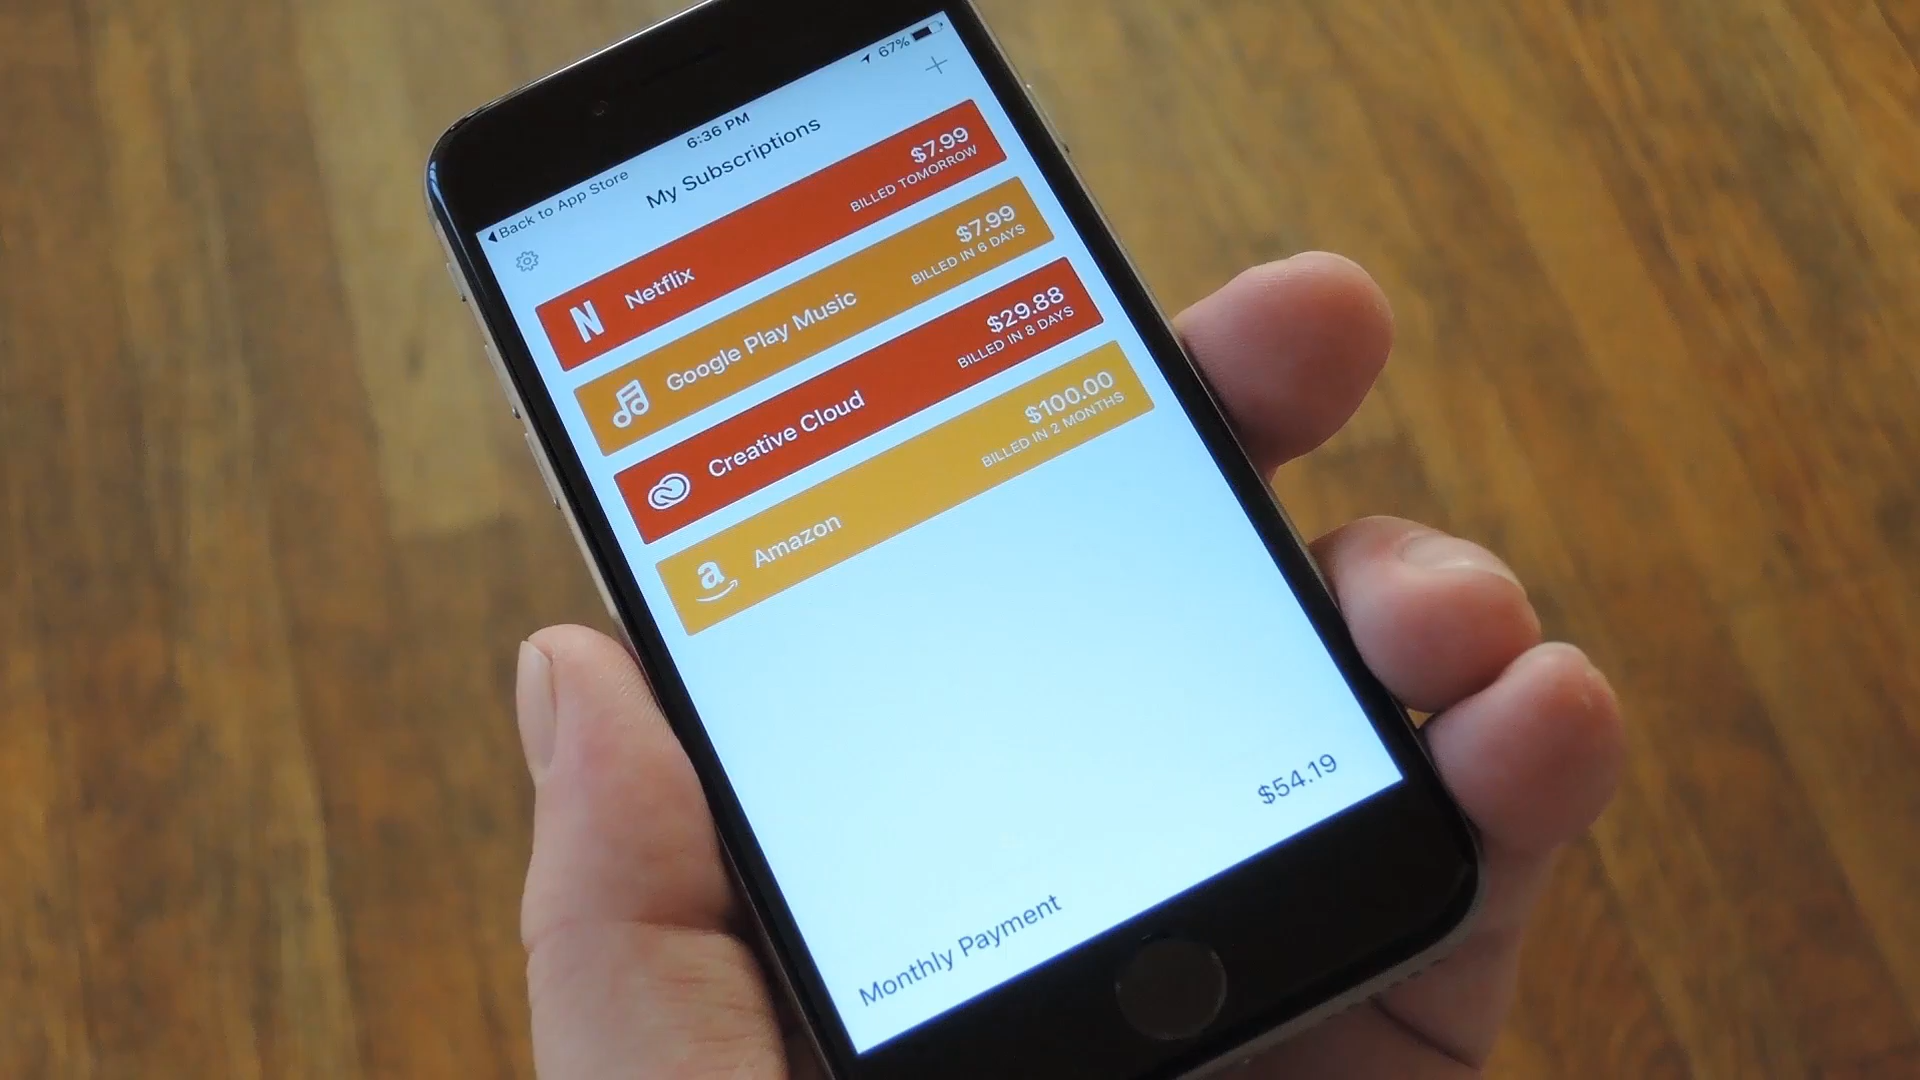 ◀Back to App Store
6:36 PM
67%
My Subscriptions
Netflix
$7.99
BILLED TOMORROW
Google Play Music
$7.99
BILLED IN 6 DAYS
Creative Cloud
$29.88
BILLED IN 8 DAYS
a
Amazon
$100.00
BILLED IN 2 MONTHS
Monthly Payment
$54.19